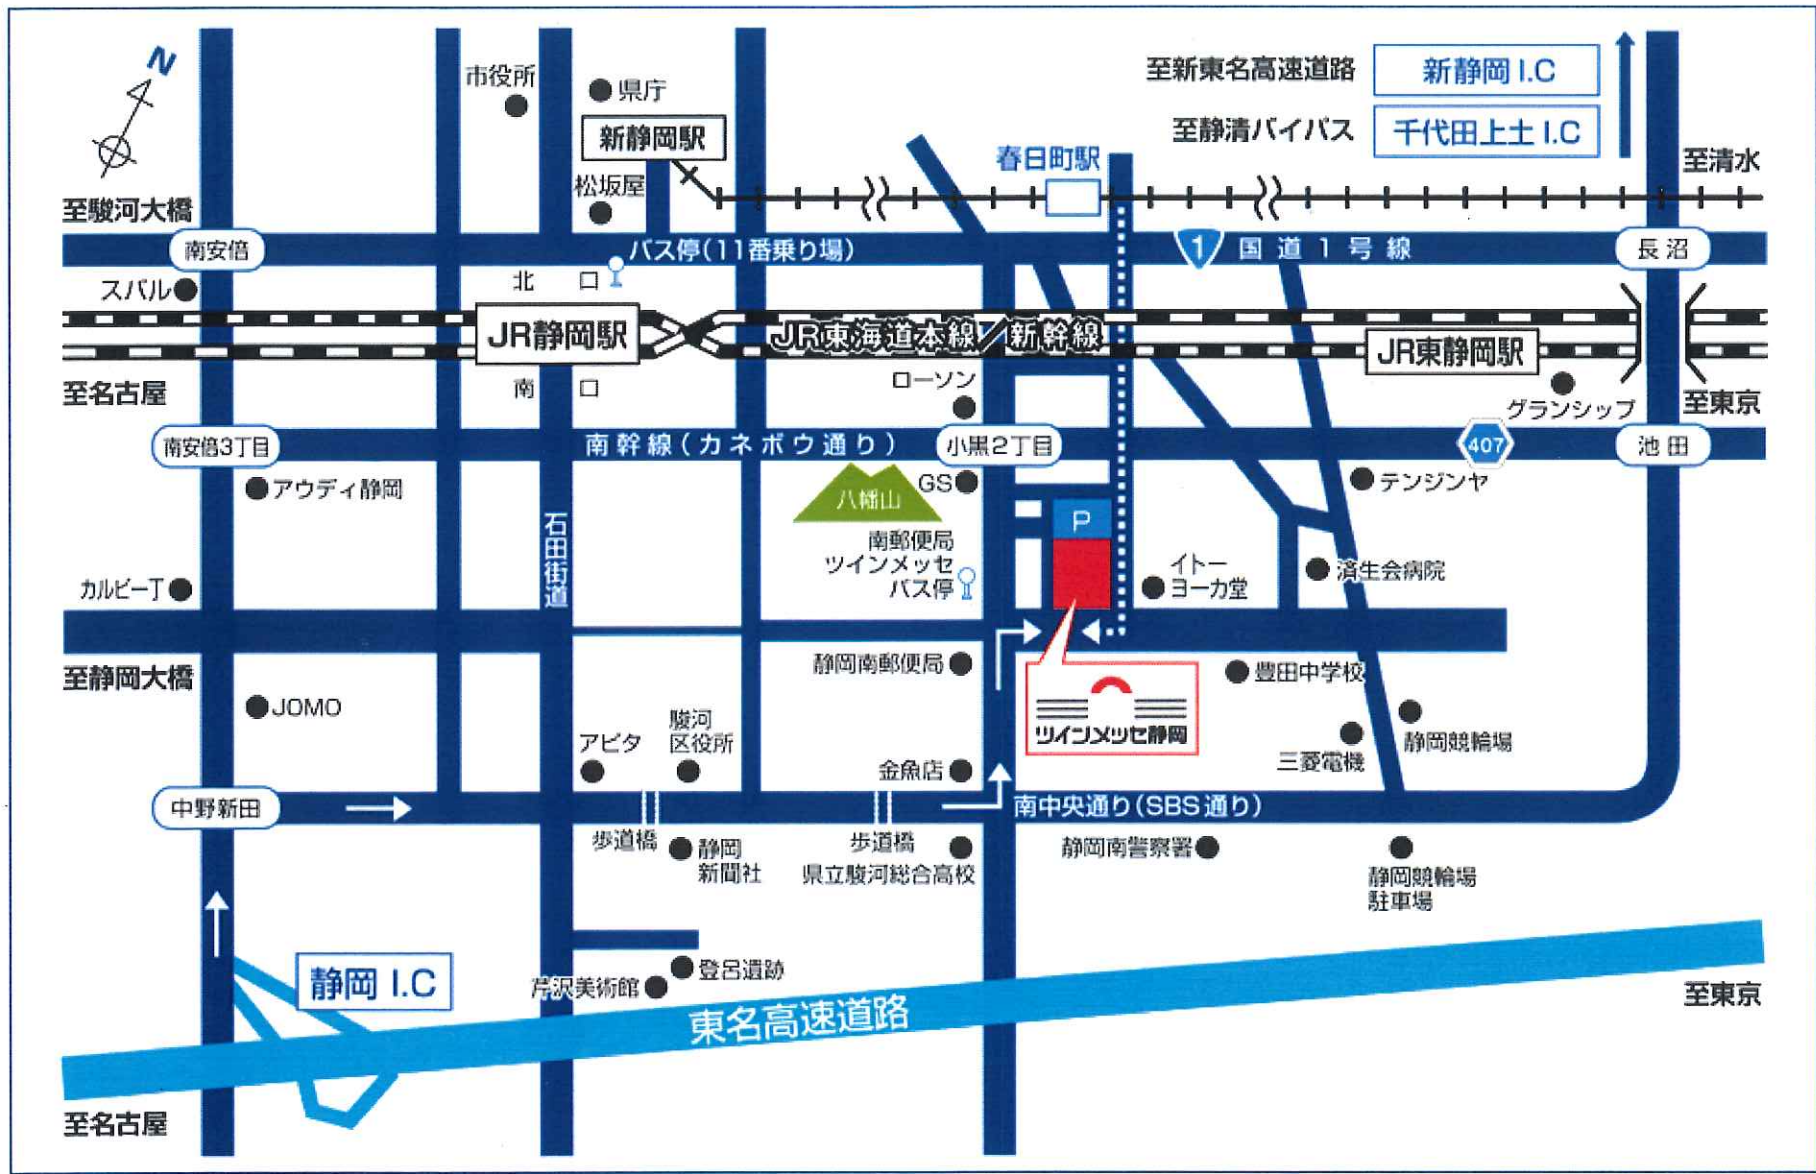 N
市役所
県庁
新静岡駅
松坂屋
春日町駅
至新東名高速道路
新静岡 I.C
至静清バイパス
千代田上土 I.C
至清水
至駿河大橋
南安倍
バス停(11番乗り場)
1
国道1号線
長沼
スバル
北口
JR静岡駅
JR東海道本線/新幹線
JR東静岡駅
至名古屋
南口
ローソン
グランシップ
至東京
南安倍3丁目
南幹線(カネボウ通り)
小黒2丁目
407
池田
アウディ静岡
八幡山
GS
P
テンジンヤ
石田街道
南郵便局
ツインメッセ
バス停
イトー
ヨーカ堂
済生会病院
カルビー丁
至静岡大橋
静岡南郵便局
豊田中学校
JOMO
ツインメッセ静岡
アピタ
駿河
区役所
金魚店
三菱電機
静岡競輪場
中野新田
南中央通り(SBS通り)
歩道橋
静岡
新聞社
歩道橋
県立駿河総合高校
静岡南警察署
静岡競輪場
駐車場
静岡 I.C
芹沢美術館
登呂遺跡
東名高速道路
至東京
至名古屋